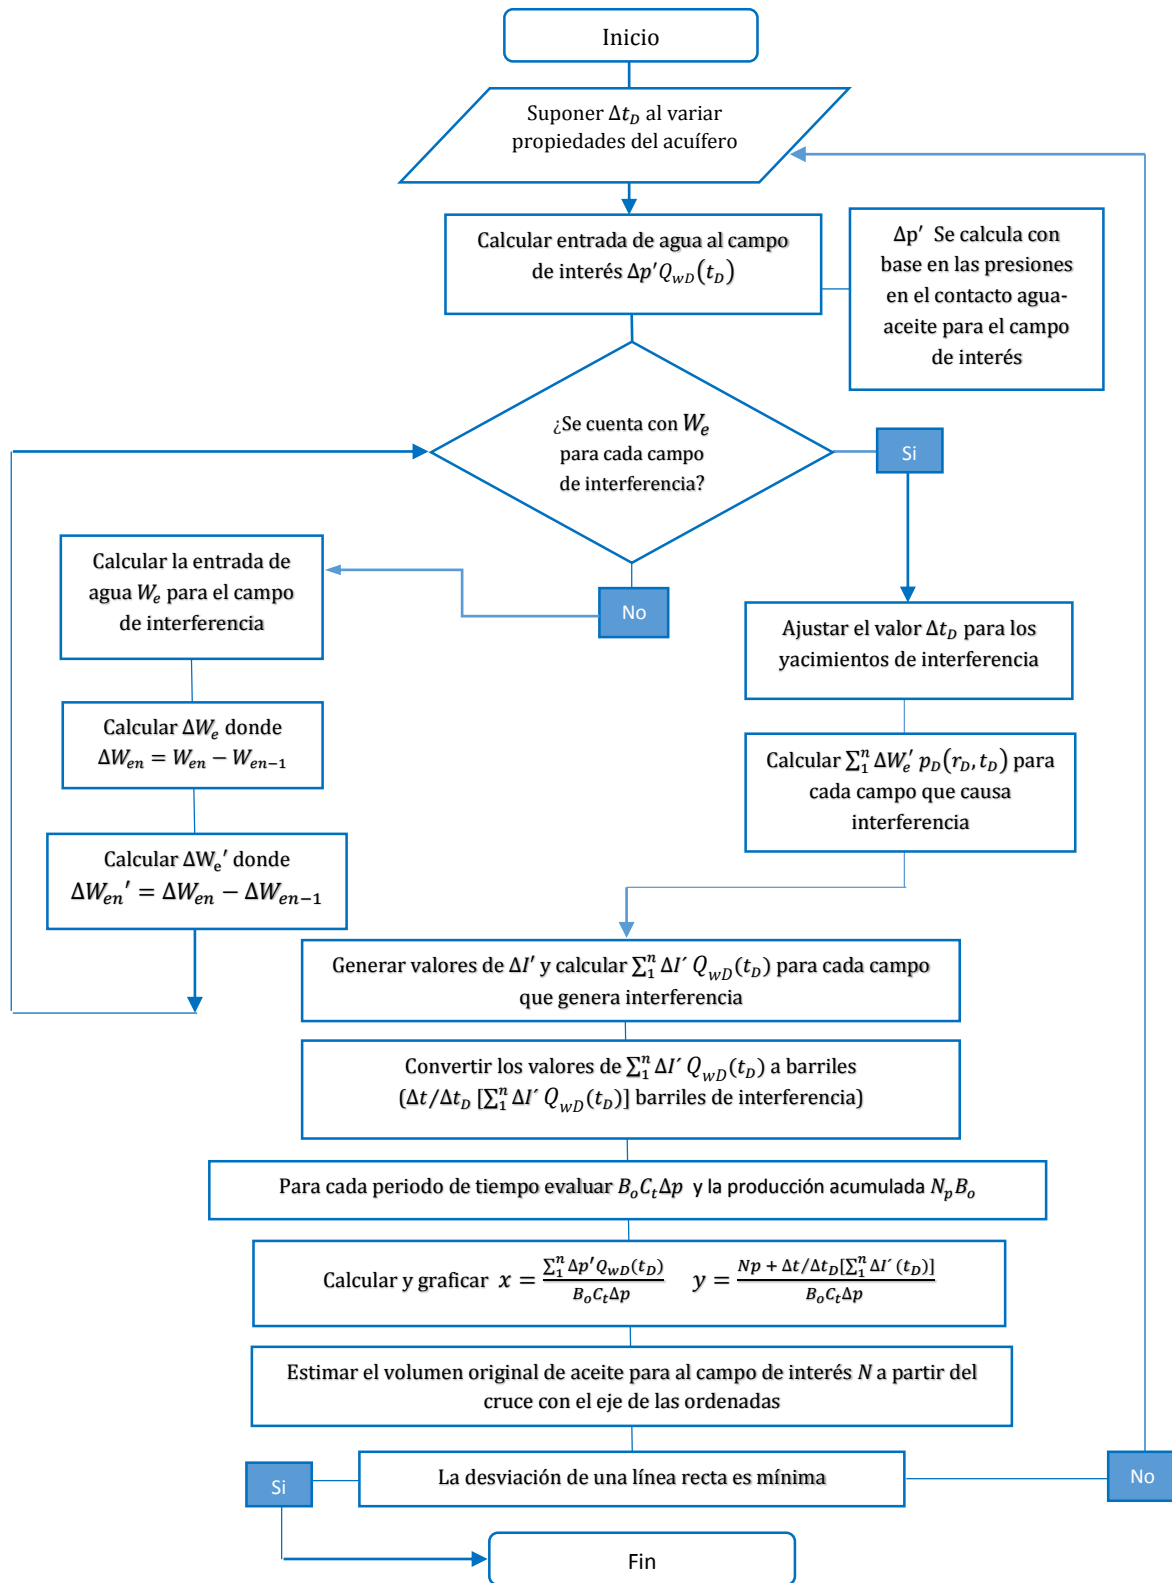 Inicio
Suponer Δt_D al variar
propiedades del acuífero
Calcular entrada de agua al campo
de interés Δp′Q_wD(t_D)
Δp′ Se calcula con
base en las presiones
en el contacto agua-
aceite para el campo
de interés
¿Se cuenta con W_e
para cada campo
de interferencia?
Si
No
Calcular la entrada de
agua W_e para el campo
de interferencia
Calcular ΔW_e donde
ΔW_en = W_en − W_en−1
Calcular ΔW_e′ donde
ΔW_en′ = ΔW_en − ΔW_en−1
Ajustar el valor Δt_D para los
yacimientos de interferencia
Calcular ∑_1^n ΔW_e′ p_D(r_D, t_D) para
cada campo que causa
interferencia
Generar valores de ΔI′ y calcular ∑_1^n ΔI´ Q_wD(t_D) para cada campo
que genera interferencia
Convertir los valores de ∑_1^n ΔI´ Q_wD(t_D) a barriles
(Δt/Δt_D [∑_1^n ΔI´ Q_wD(t_D)] barriles de interferencia)
Para cada periodo de tiempo evaluar B_oC_tΔp y la producción acumulada N_pB_o
Calcular y graficar x = (∑_1^n Δp′Q_wD(t_D))/(B_oC_tΔp) y = (Np + Δt/Δt_D[∑_1^n ΔI´(t_D)])/(B_oC_tΔp)
Estimar el volumen original de aceite para al campo de interés N a partir del
cruce con el eje de las ordenadas
La desviación de una línea recta es mínima
Si
No
Fin